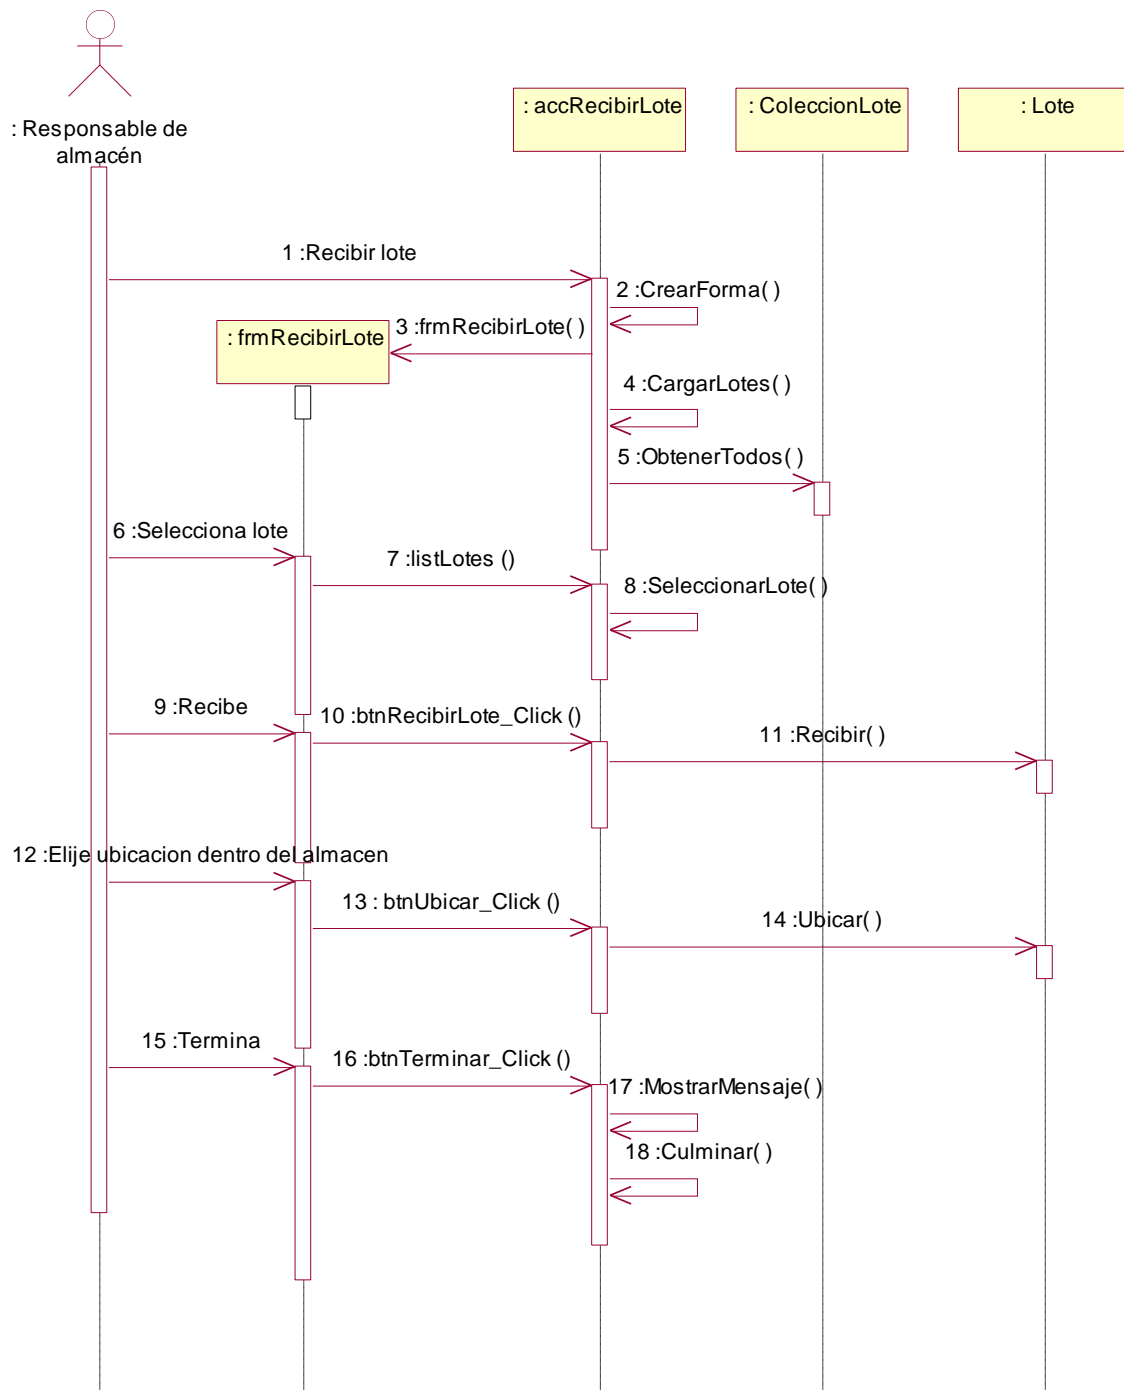 : Responsable de
almacén
: accRecibirLote
: ColeccionLote
: Lote
1 :Recibir lote
2 :CrearForma( )
3 :frmRecibirLote( )
: frmRecibirLote
4 :CargarLotes( )
5 :ObtenerTodos( )
6 :Selecciona lote
7 :listLotes ()
8 :SeleccionarLote( )
9 :Recibe
10 :btnRecibirLote_Click ()
11 :Recibir( )
12 :Elije ubicacion dentro del almacen
13 : btnUbicar_Click ()
14 :Ubicar( )
15 :Termina
16 :btnTerminar_Click ()
17 :MostrarMensaje( )
18 :Culminar( )